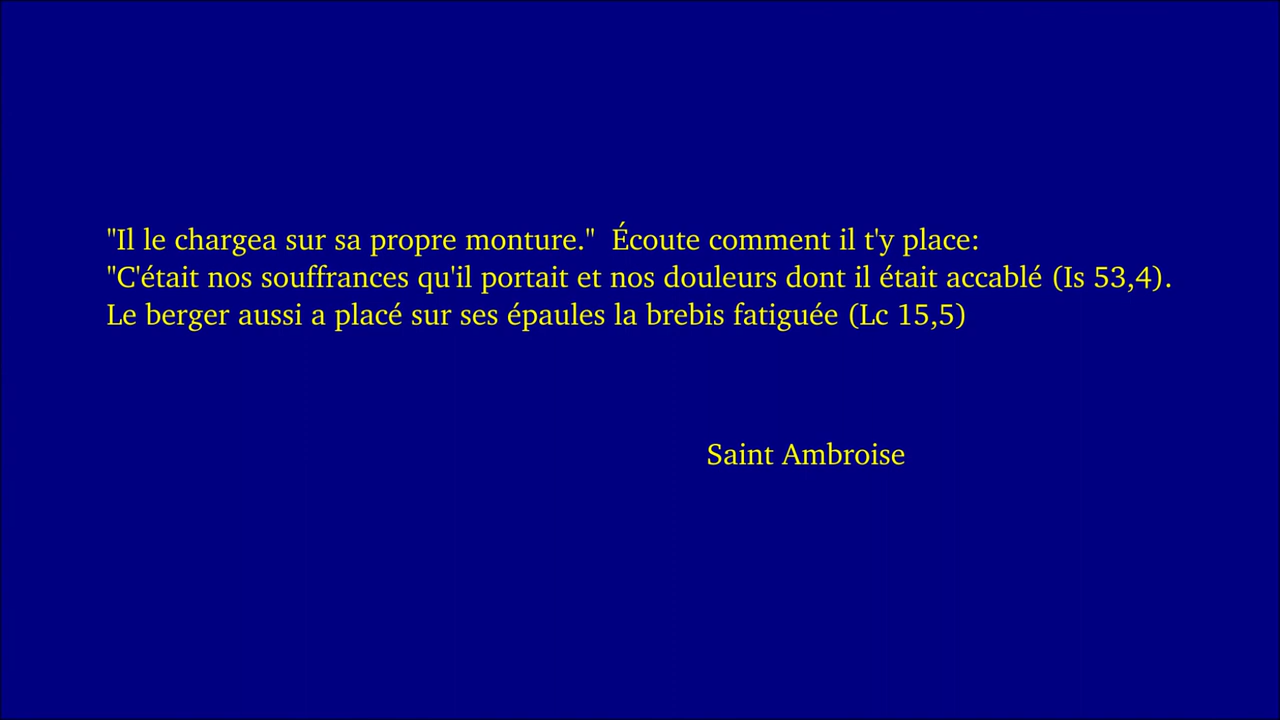 "Il le chargea sur sa propre monture."  Écoute comment il t'y place:
"C'était nos souffrances qu'il portait et nos douleurs dont il était accablé (Is 53,4).
Le berger aussi a placé sur ses épaules la brebis fatiguée (Lc 15,5)
Saint Ambroise